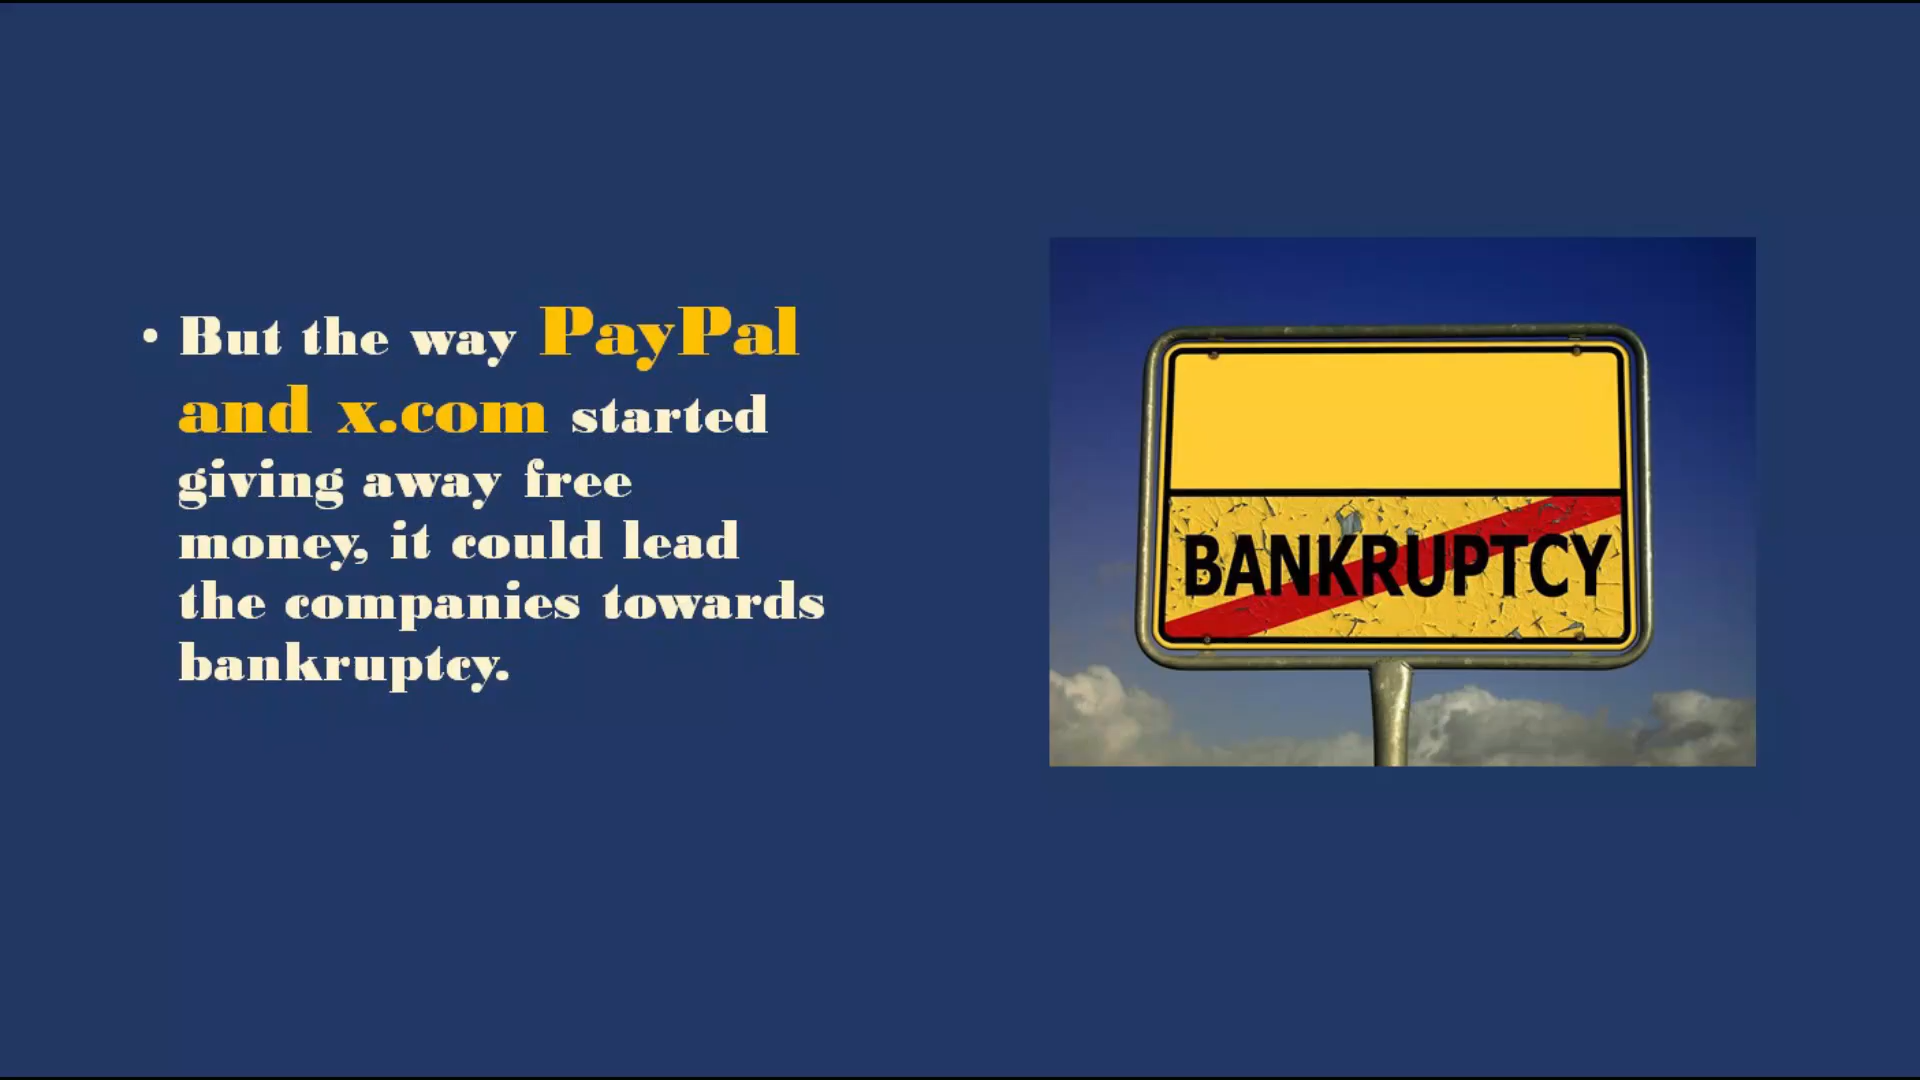 • But the way PayPal
and x.com started
giving away free
money, it could lead
the companies towards
bankruptcy.
BANKRUPTCY